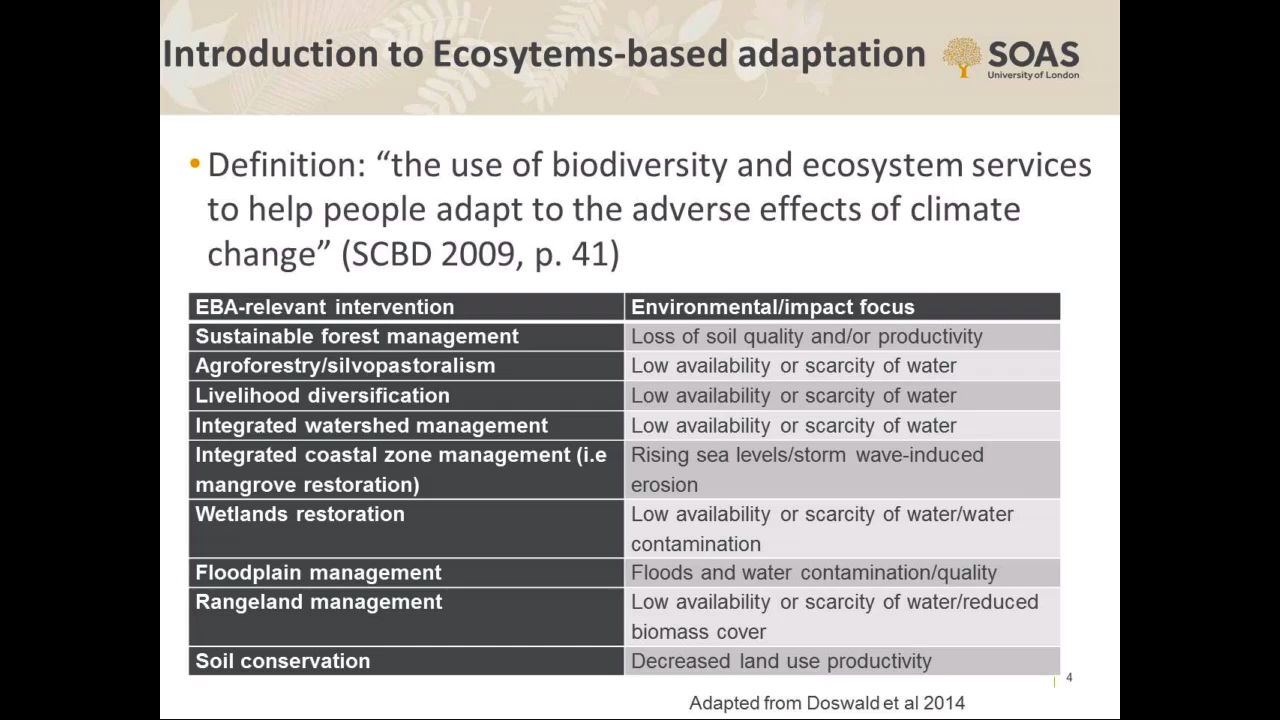 Introduction to Ecosytems-based adaptation
SOAS
University of London
• Definition: “the use of biodiversity and ecosystem services
to help people adapt to the adverse effects of climate
change” (SCBD 2009, p. 41)
EBA-relevant intervention Environmental/impact focus
Sustainable forest management Loss of soil quality and/or productivity
Agroforestry/silvopastoralism Low availability or scarcity of water
Livelihood diversification Low availability or scarcity of water
Integrated watershed management Low availability or scarcity of water
Integrated coastal zone management (i.e Rising sea levels/storm wave-induced
mangrove restoration) erosion
Wetlands restoration Low availability or scarcity of water/water
contamination
Floodplain management Floods and water contamination/quality
Rangeland management Low availability or scarcity of water/reduced
biomass cover
Soil conservation Decreased land use productivity
4
Adapted from Doswald et al 2014